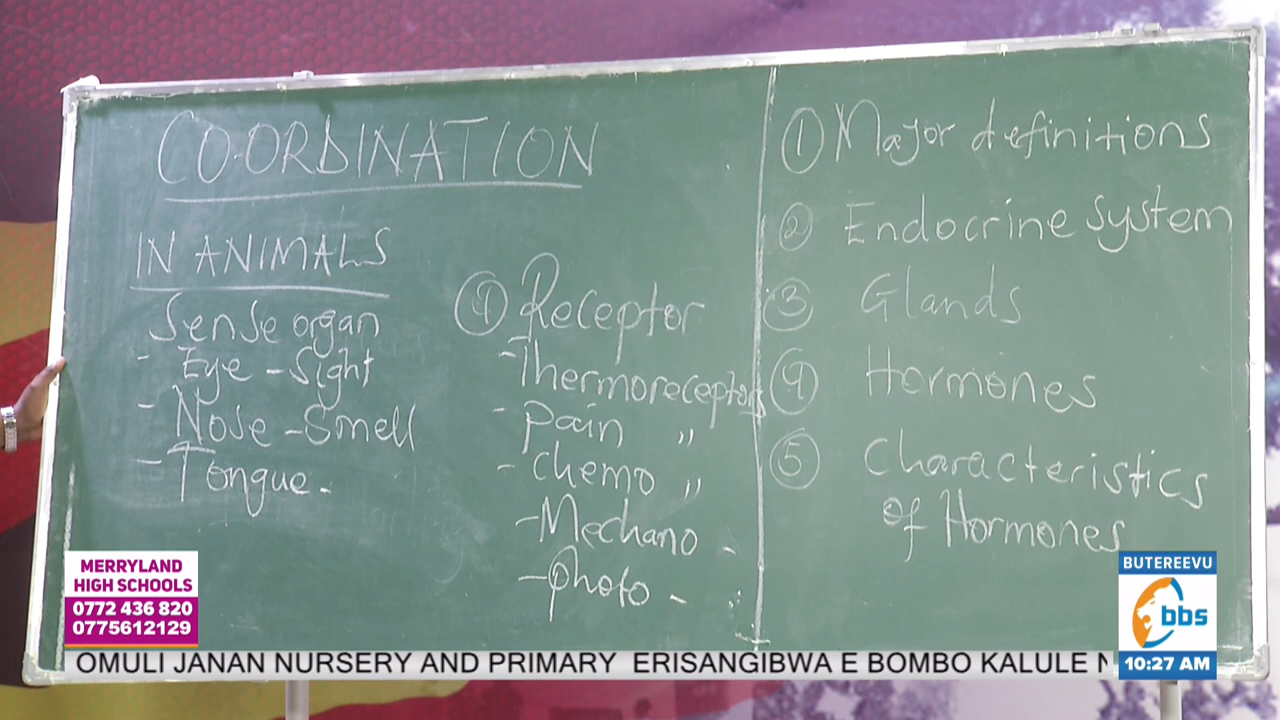 CO-ORDINATION
IN ANIMALS
Sense organ
- Eye - Sight
- Nose - Smell
- Tongue.
④ Receptor
- Thermoreceptors
- Pain "
- Chemo "
- Mechano -
- photo -
① Major definitions
② Endocrine system
③ Glands
④ Hormones
⑤ Characteristics
of Hormones
MERRYLAND
HIGH SCHOOLS
0772 436 820
0775612129
BUTEREEVU
bbs
10:27 AM
OMULI JANAN NURSERY AND PRIMARY ERISANGIBWA E BOMBO KALULE